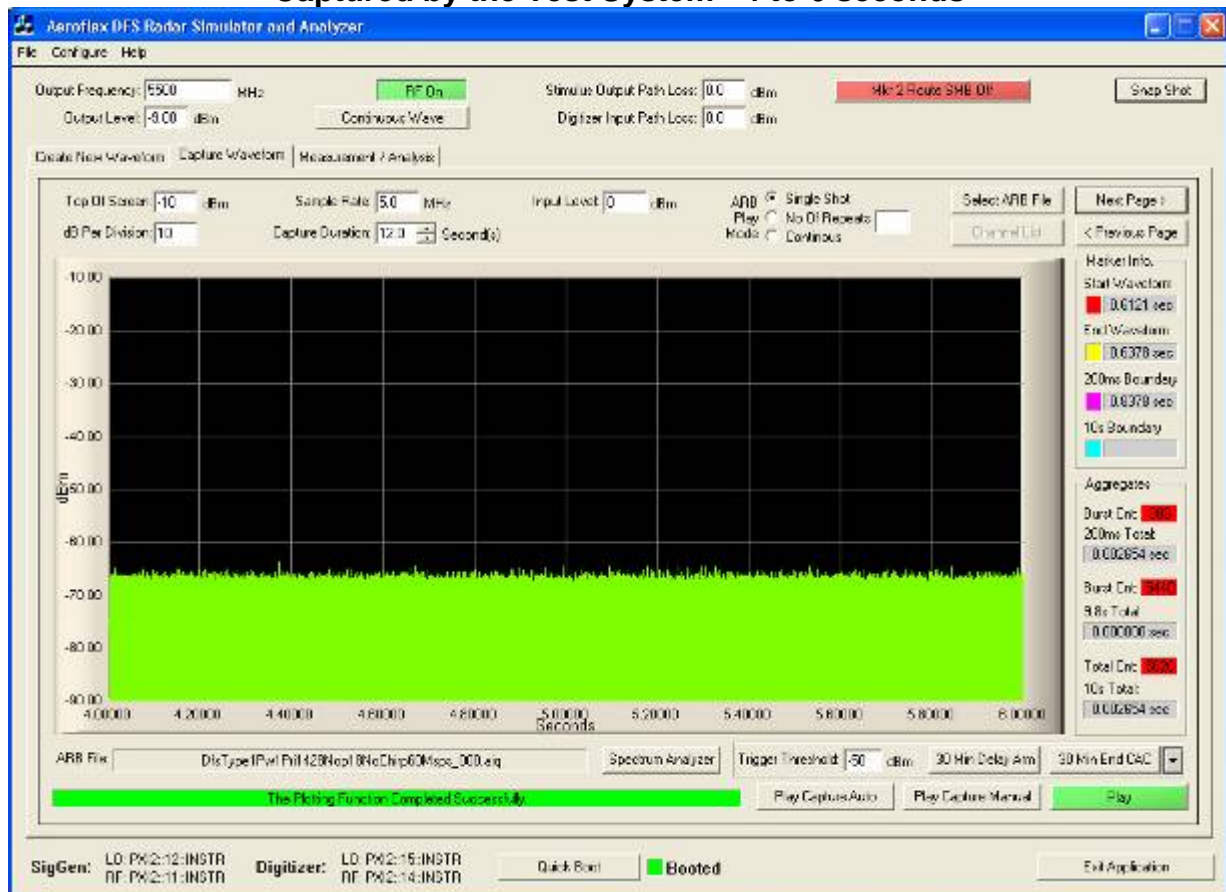 Captured by the Test System - 4 to 6 Seconds
Aeroflex DFS Radar Simulator and Analyzer
File Configure Help
Output Frequency: 5500 MHz RF On Stimulus Output Path Loss: 0.0 dBm Mkr 2 Route SMB Off Snap Shot
Output Level: -9.00 dBm Continuous Wave Digitizer Input Path Loss: 0.0 dBm
Create New Waveform Capture Waveform Measurement / Analysis
Top Of Screen: -10 dBm Sample Rate: 5.0 MHz Input Level: 0 dBm ARB Play Mode: Single Shot Select ARB File Next Page >
No Of Repeats
dB Per Division: 10 Capture Duration: 12.0 Second(s) Continous Channel List < Previous Page
Marker Info.
Start Waveform
0.6121 sec
End Waveform
0.6378 sec
200ms Boundary
0.8378 sec
10s Boundary
Aggregates
Burst Cnt:
200ms Total:
0.002654 sec
Burst Cnt:
9.8s Total
0.000000 sec
Total Cnt:
10s Total:
0.002654 sec
-10.00
-20.00
-30.00
-40.00
-50.00
-60.00
-70.00
-80.00
-90.00
dBm
4.00000 4.20000 4.40000 4.60000 4.80000 5.00000 5.20000 5.40000 5.60000 5.80000 6.00000
Seconds
ARB File: Spectrum Analyzer Trigger Threshold: -50 dBm 30 Min Delay Arm 30 Min End CAC
The Plotting Function Completed Successfully. Play Capture Auto Play Capture Manual Play
SigGen: LO: PXI2::12::INSTR Digitizer: LO: PXI2::15::INSTR Quick Boot Booted Exit Application
RF: PXI2::11::INSTR RF: PXI2::14::INSTR